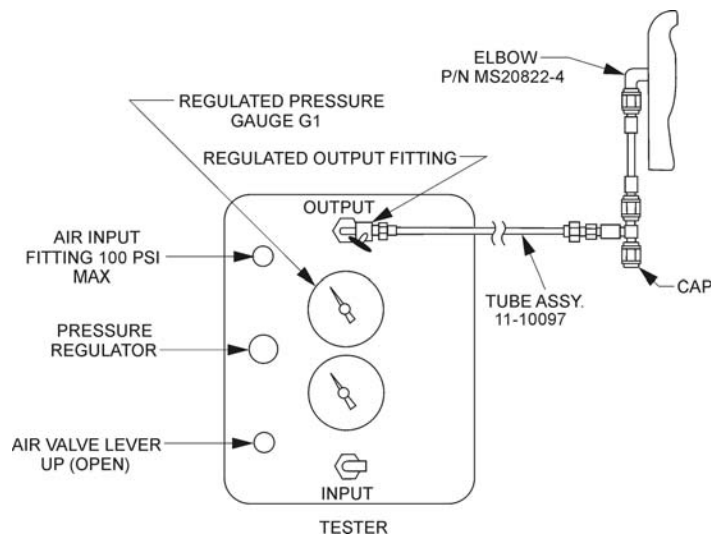 ELBOW
P/N MS20822-4
REGULATED PRESSURE
GAUGE G1
REGULATED OUTPUT FITTING
OUTPUT
AIR INPUT
FITTING 100 PSI
MAX
CAP
TUBE ASSY.
11-10097
PRESSURE
REGULATOR
AIR VALVE LEVER
UP (OPEN)
INPUT
TESTER